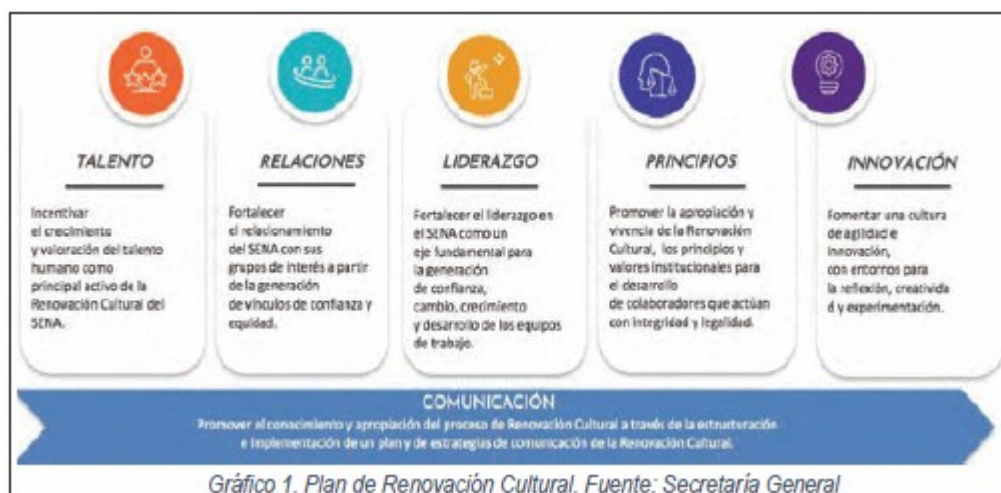 TALENTO
Incentivar
el crecimiento
y valoración del talento
humano como
principal activo de la
Renovación Cultural del
SENA.
RELACIONES
Fortalecer
el relacionamiento
del SENA con sus
grupos de interés a partir
de la generación
de vínculos de confianza y
equidad.
LIDERAZGO
Fortalecer el liderazgo en
el SENA como un
eje fundamental para
la generación
de confianza,
cambio, crecimiento
y desarrollo de los equipos
de trabajo.
PRINCIPIOS
Promover la apropiación y
vivencia de la Renovación
Cultural, los principios y
valores institucionales para
el desarrollo
de colaboradores que actúan
con integridad y legalidad.
INNOVACIÓN
Fomentar una cultura
de agilidad e
innovación,
con entornos para
la reflexión, creativida
d y experimentación.
COMUNICACIÓN
Promover el conocimiento y apropiación del proceso de Renovación Cultural a través de la estructuración
e implementación de un plan y de estrategias de comunicación de la Renovación Cultural.
Gráfico 1. Plan de Renovación Cultural. Fuente: Secretaría General